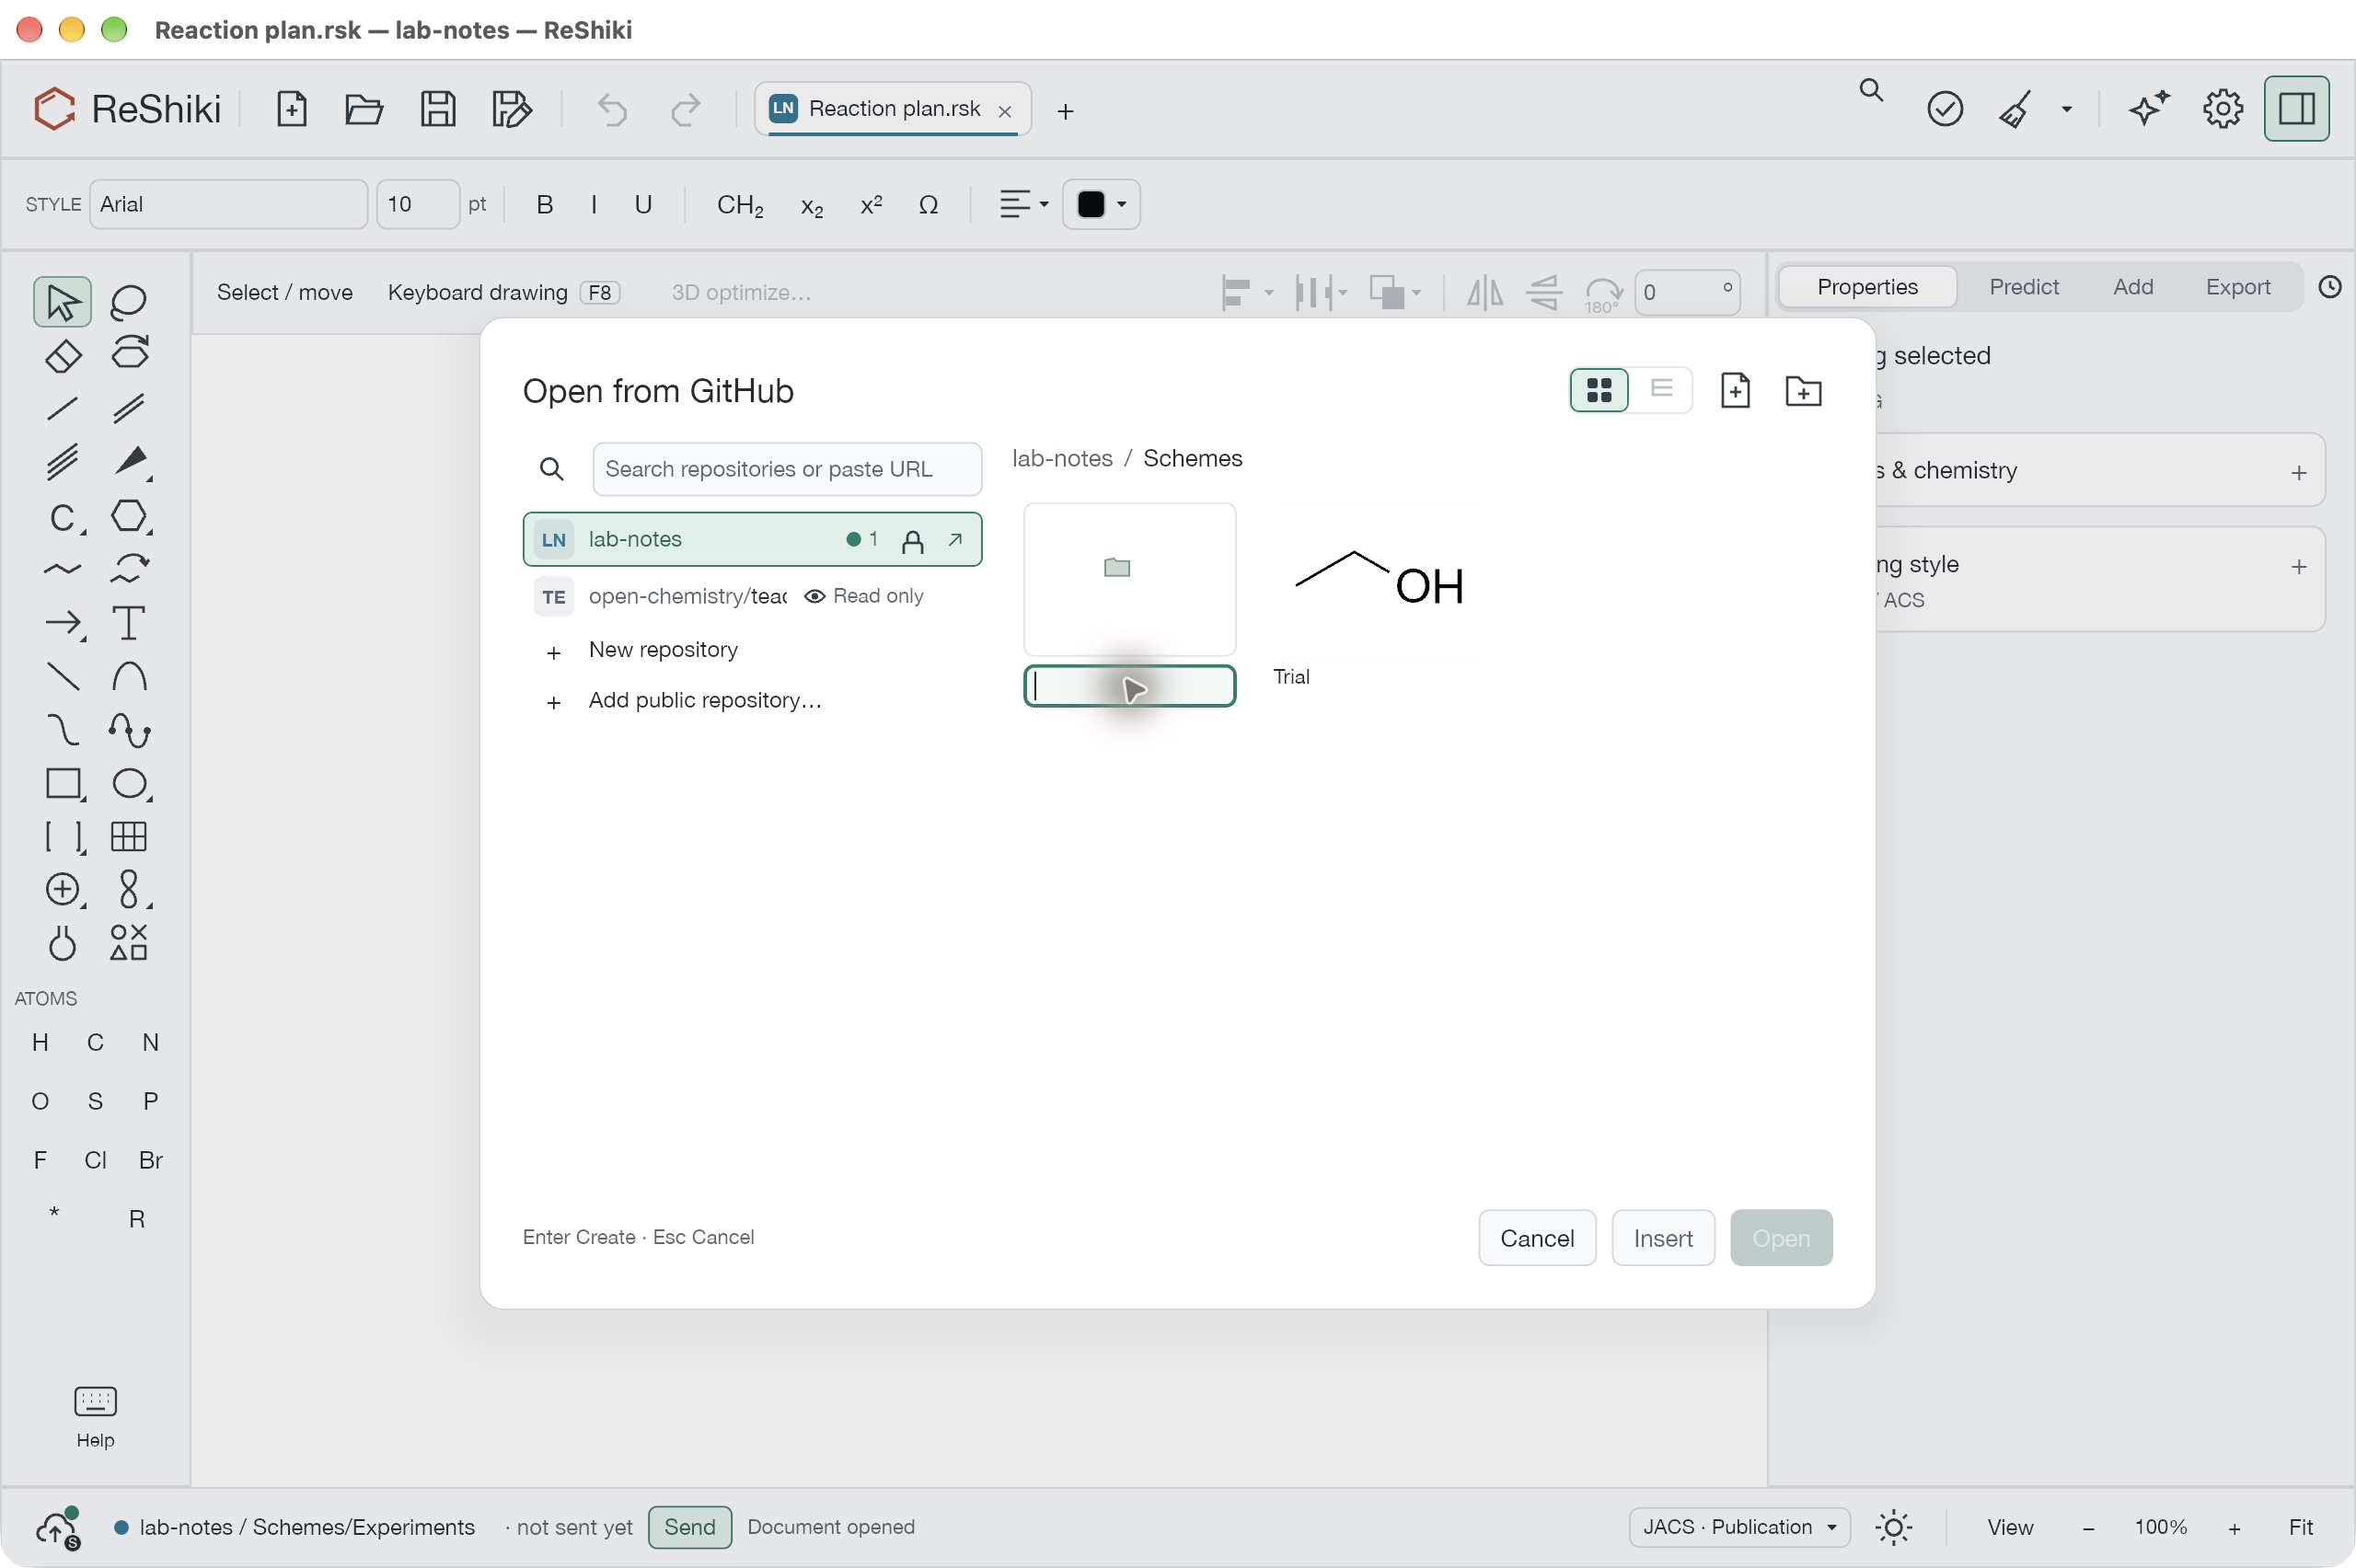 Reaction plan.rsk — lab-notes — ReShiki
ReShiki
LN Reaction plan.rsk × +
STYLE Arial 10 pt B I U CH₂ x₂ x² Ω
Select / move Keyboard drawing F8 3D optimize... 180° 0 °
Properties Predict Add Export
g selected
Open from GitHub
G
Search repositories or paste URL
lab-notes / Schemes
s & chemistry +
LN lab-notes 1
OH
ng style +
ACS
TE open-chemistry/teac Read only
+ New repository
Trial
+ Add public repository...
C
T
ATOMS
H C N
O S P
F Cl Br
* R
Enter Create · Esc Cancel
Cancel Insert Open
Help
S lab-notes / Schemes/Experiments · not sent yet Send Document opened
JACS · Publication View − 100% + Fit